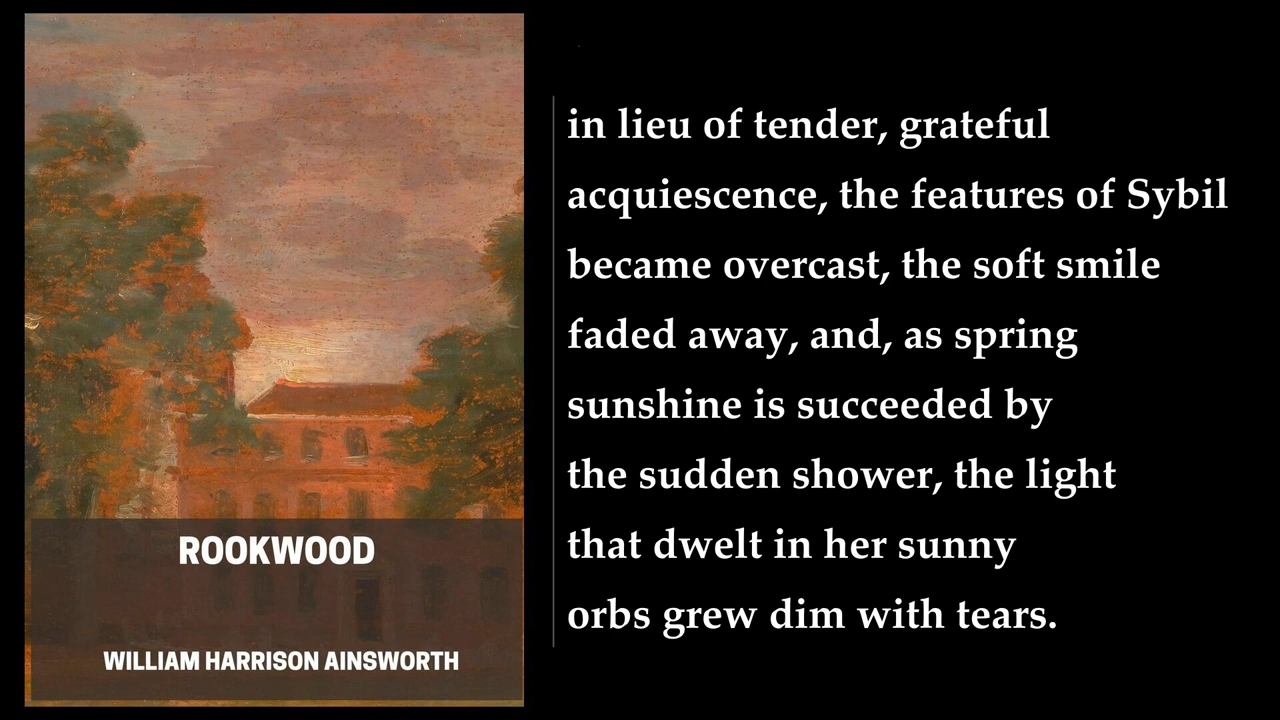 ROOKWOOD
WILLIAM HARRISON AINSWORTH
in lieu of tender, grateful
acquiescence, the features of Sybil
became overcast, the soft smile
faded away, and, as spring
sunshine is succeeded by
the sudden shower, the light
that dwelt in her sunny
orbs grew dim with tears.